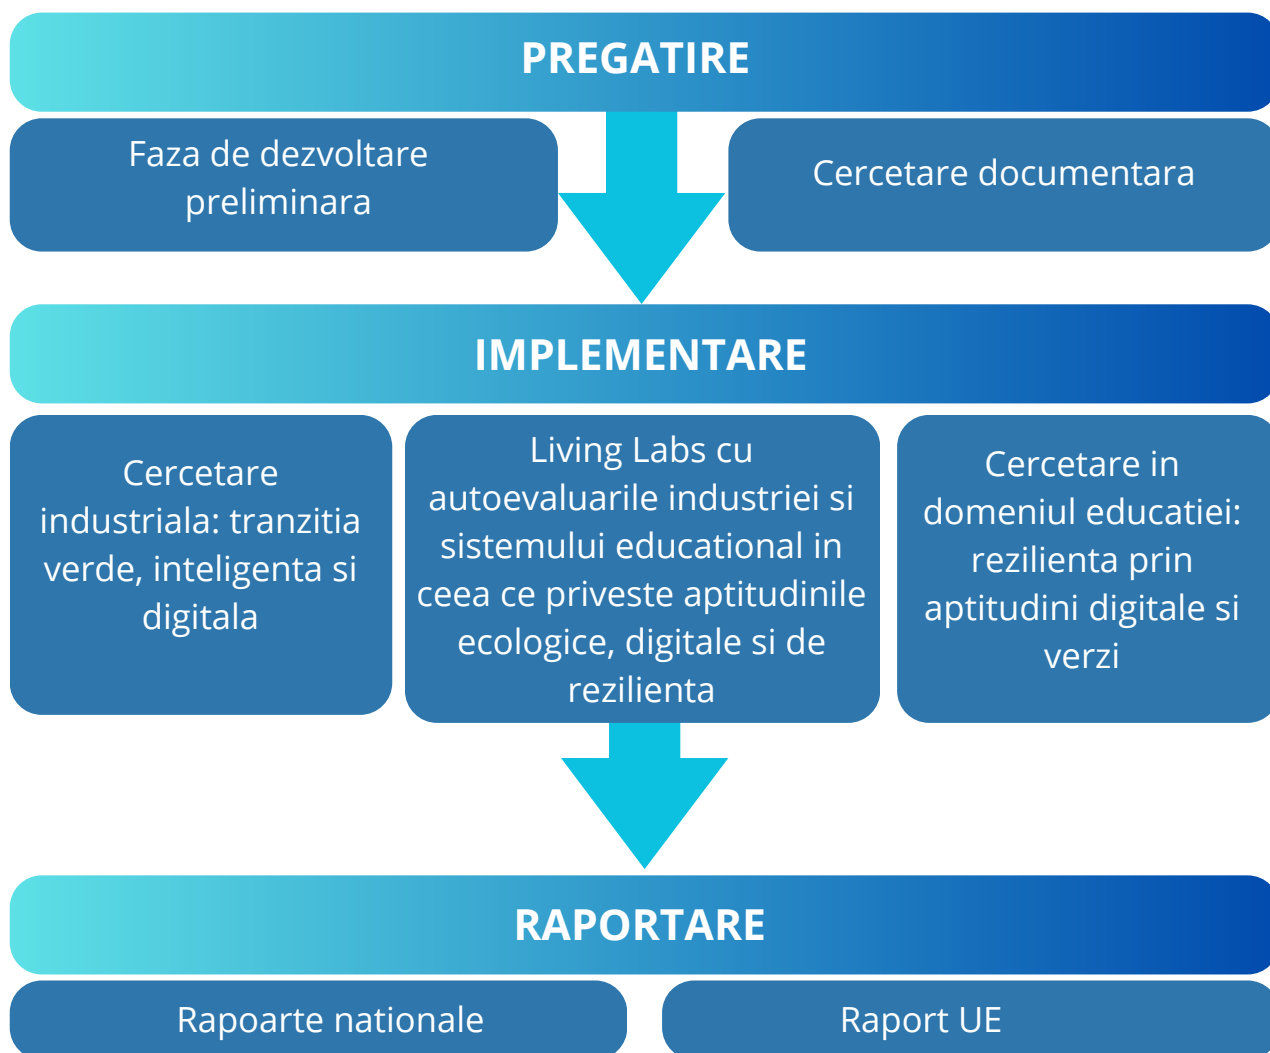 PREGATIRE
Faza de dezvoltare
preliminara
Cercetare documentara
IMPLEMENTARE
Cercetare
industriala: tranzitia
verde, inteligenta si
digitala
Living Labs cu
autoevaluarile industriei si
sistemului educational in
ceea ce priveste aptitudinile
ecologice, digitale si de
rezilienta
Cercetare in
domeniul educatiei:
rezilienta prin
aptitudini digitale si
verzi
RAPORTARE
Rapoarte nationale
Raport UE